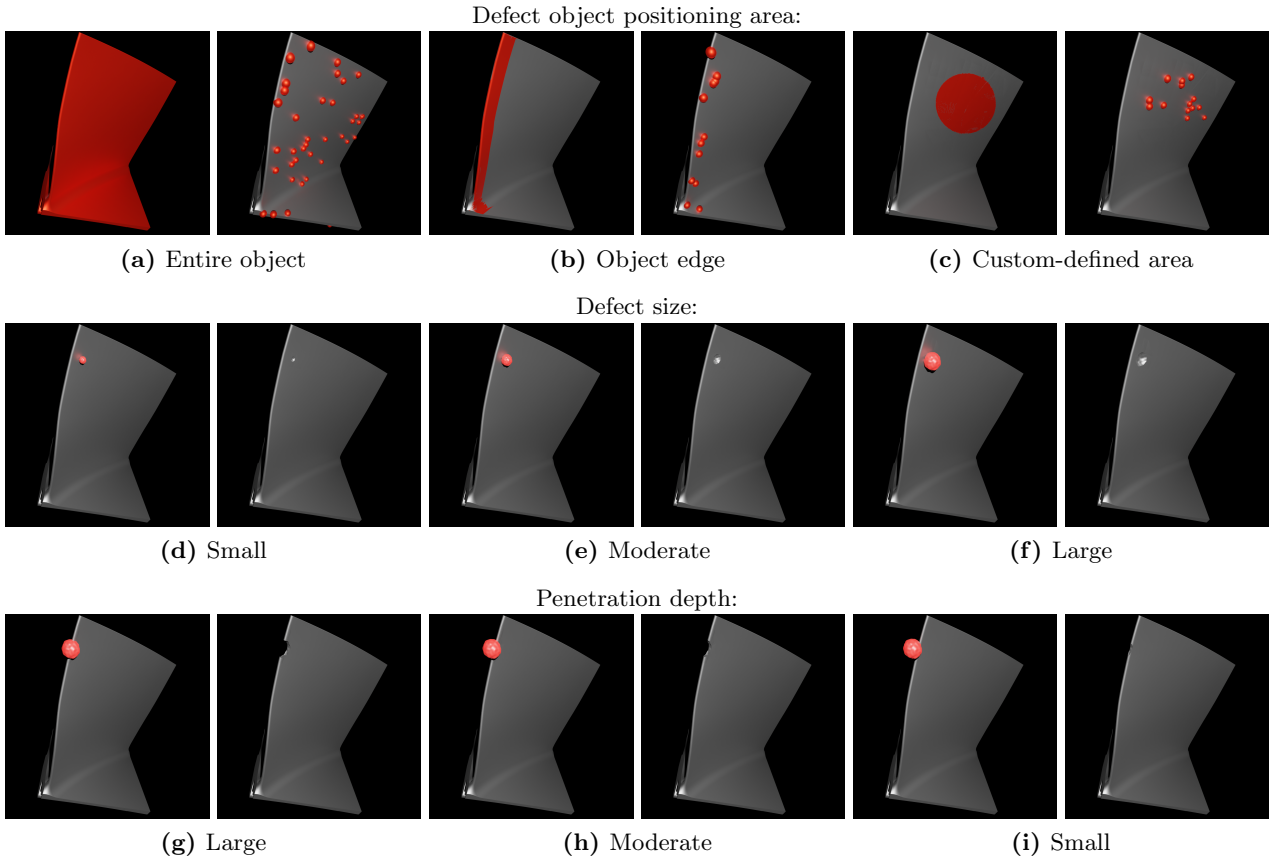 Defect object positioning area:
(a) Entire object
(b) Object edge
(c) Custom-defined area
Defect size:
(d) Small
(e) Moderate
(f) Large
Penetration depth:
(g) Large
(h) Moderate
(i) Small